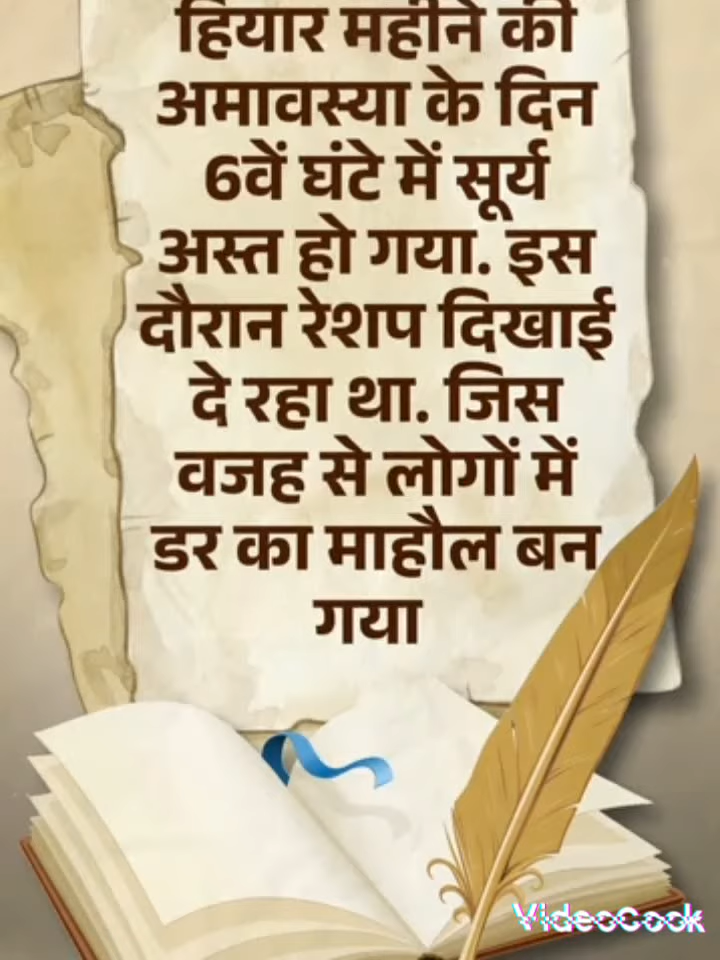 हियार महीने की
अमावस्या के दिन
6वें घंटे में सूर्य
अस्त हो गया. इस
दौरान रेशप दिखाई
दे रहा था. जिस
वजह से लोगों में
डर का माहौल बन
गया
VideoCook